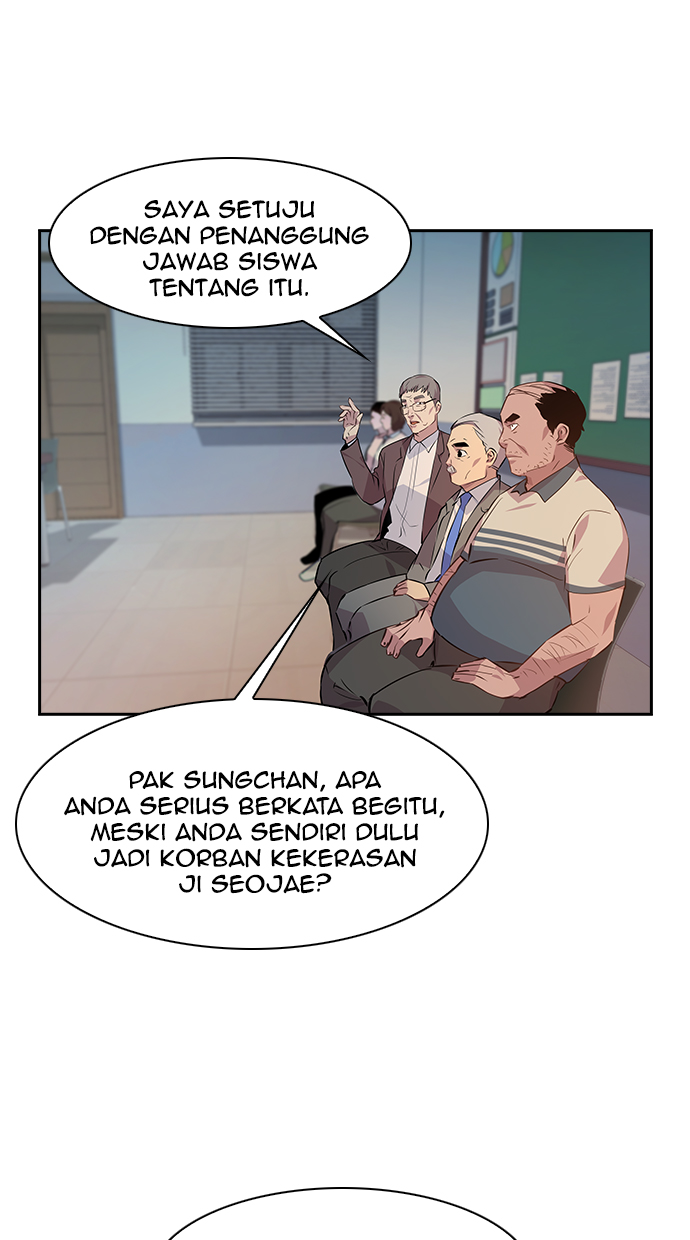 SAYA SETUJU
DENGAN PENANGGUNG
JAWAB SISWA
TENTANG ITU.
PAK SUNGCHAN, APA
ANDA SERIUS BERKATA BEGITU,
MESKI ANDA SENDIRI DULU
JADI KORBAN KEKERASAN
JI SEOJAE?